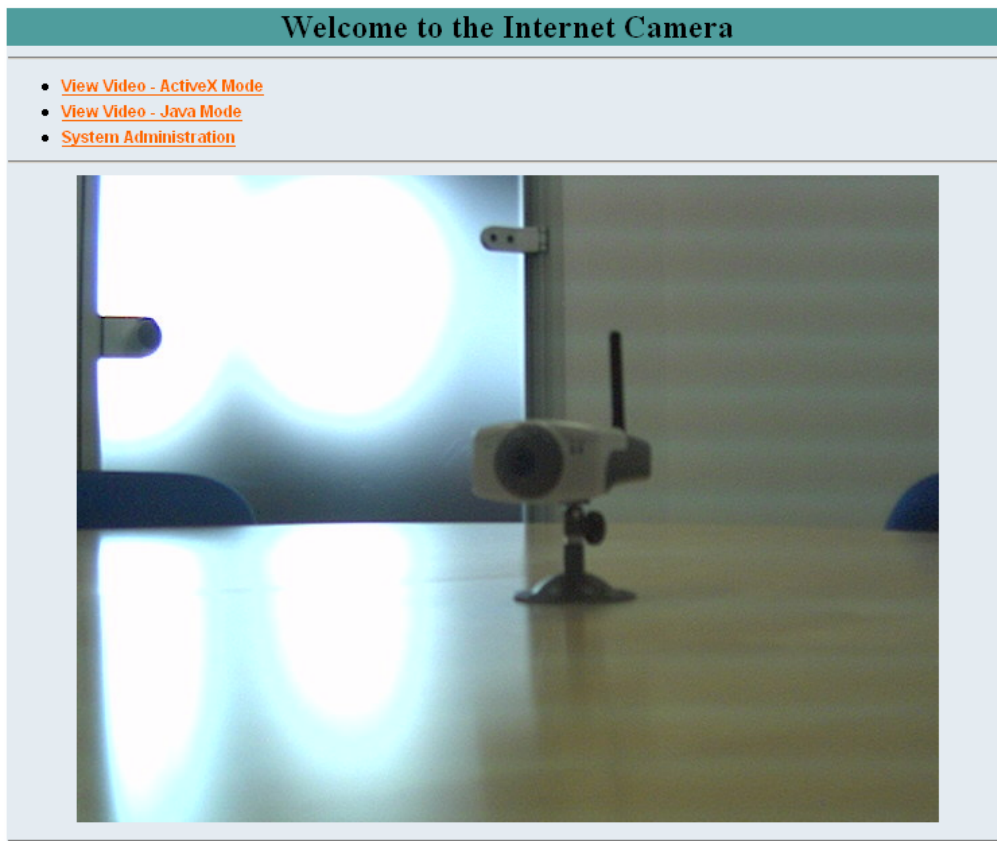 Welcome to the Internet Camera
View Video - ActiveX Mode
View Video - Java Mode
System Administration